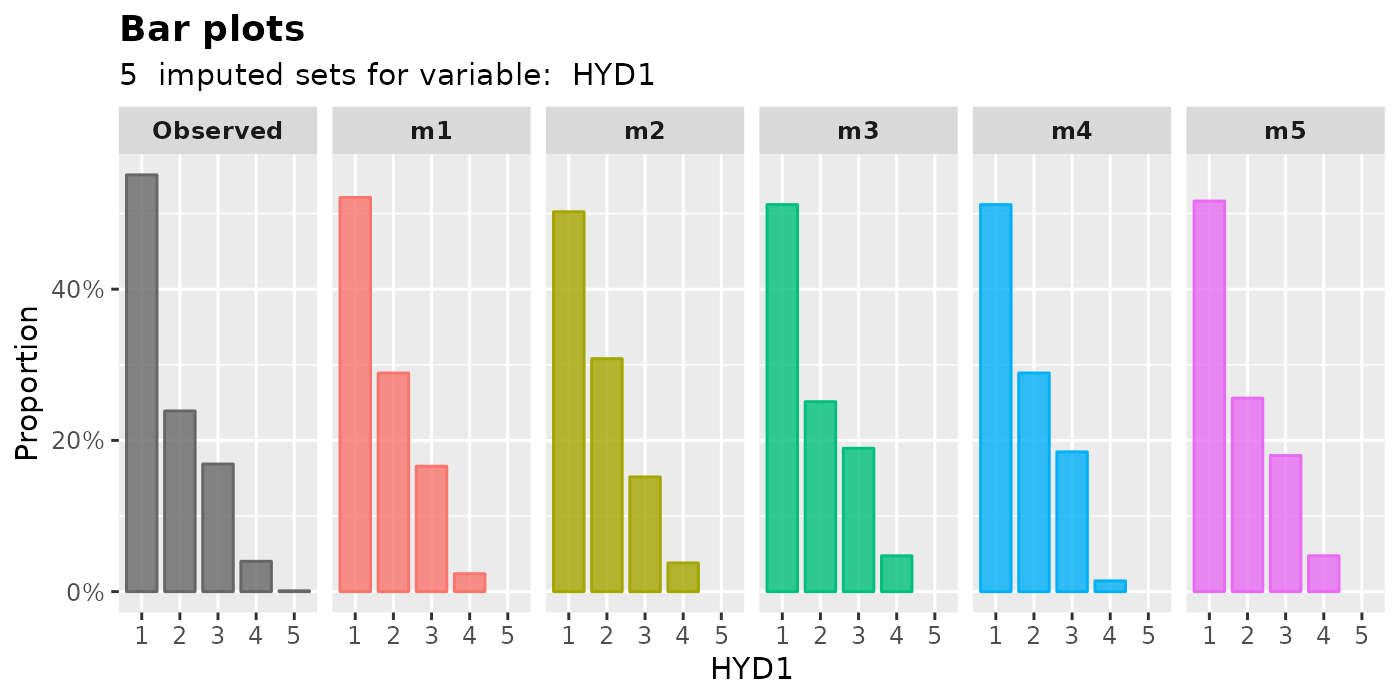 Bar plots
5 imputed sets for variable: HYD1
Observed m1 m2 m3 m4 m5
Proportion
40%
20%
0%
1 2 3 4 5 1 2 3 4 5 1 2 3 4 5 1 2 3 4 5 1 2 3 4 5 1 2 3 4 5
HYD1